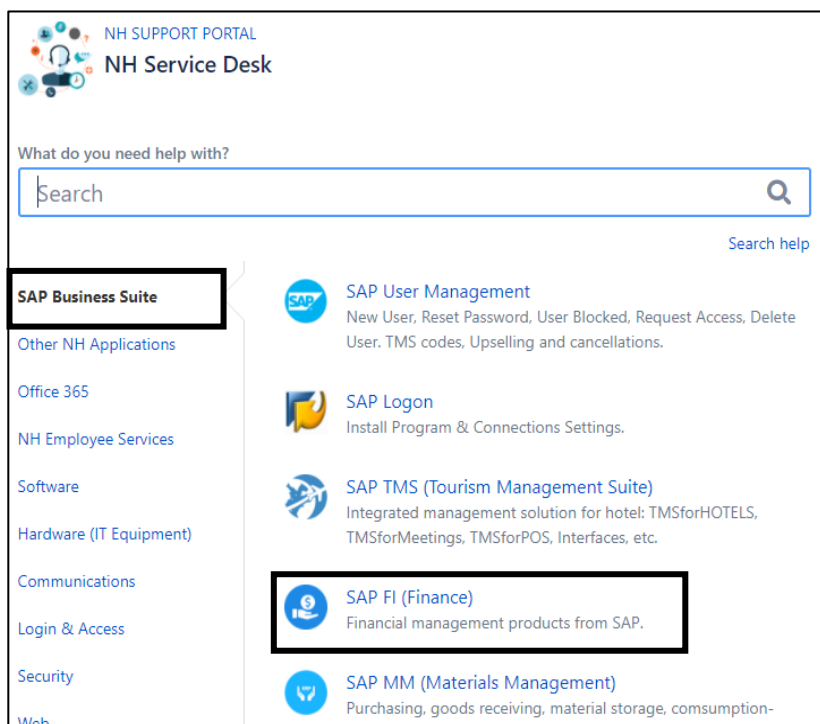 NH SUPPORT PORTAL
NH Service Desk
What do you need help with?
Search
Search help
SAP Business Suite
Other NH Applications
Office 365
NH Employee Services
Software
Hardware (IT Equipment)
Communications
Login & Access
Security
Web
SAP
SAP User Management
New User, Reset Password, User Blocked, Request Access, Delete
User. TMS codes, Upselling and cancellations.
SAP Logon
Install Program & Connections Settings.
SAP TMS (Tourism Management Suite)
Integrated management solution for hotel: TMSforHOTELS,
TMSforMeetings, TMSforPOS, Interfaces, etc.
SAP FI (Finance)
Financial management products from SAP.
SAP MM (Materials Management)
Purchasing, goods receiving, material storage, comsumption-